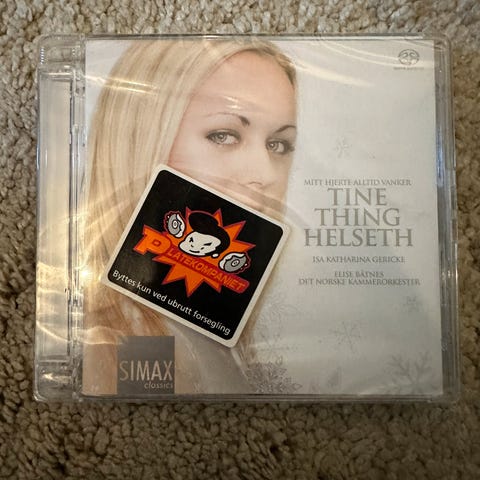 MITT HJERTE ALLTID VANKER
TINE
THING
HELSETH
ISA KATHARINA GERICKE
ELISE BÅTNES
DET NORSKE KAMMERORKESTER
PLATEKOMPANIET
Byttes kun ved ubrutt forsegling
SIMAX
classics